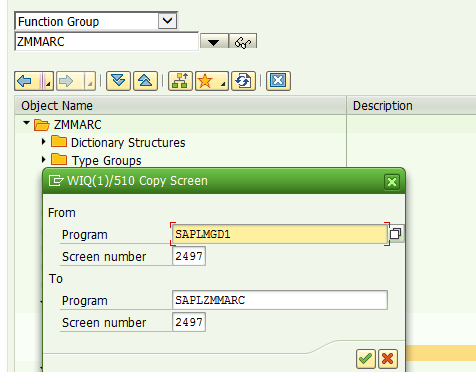 Function Group
ZMMARC
Object Name Description
ZMMARC
Dictionary Structures
Type Groups
WIQ(1)/510 Copy Screen
From
Program SAPLMGD1
Screen number 2497
To
Program SAPLZMMARC
Screen number 2497